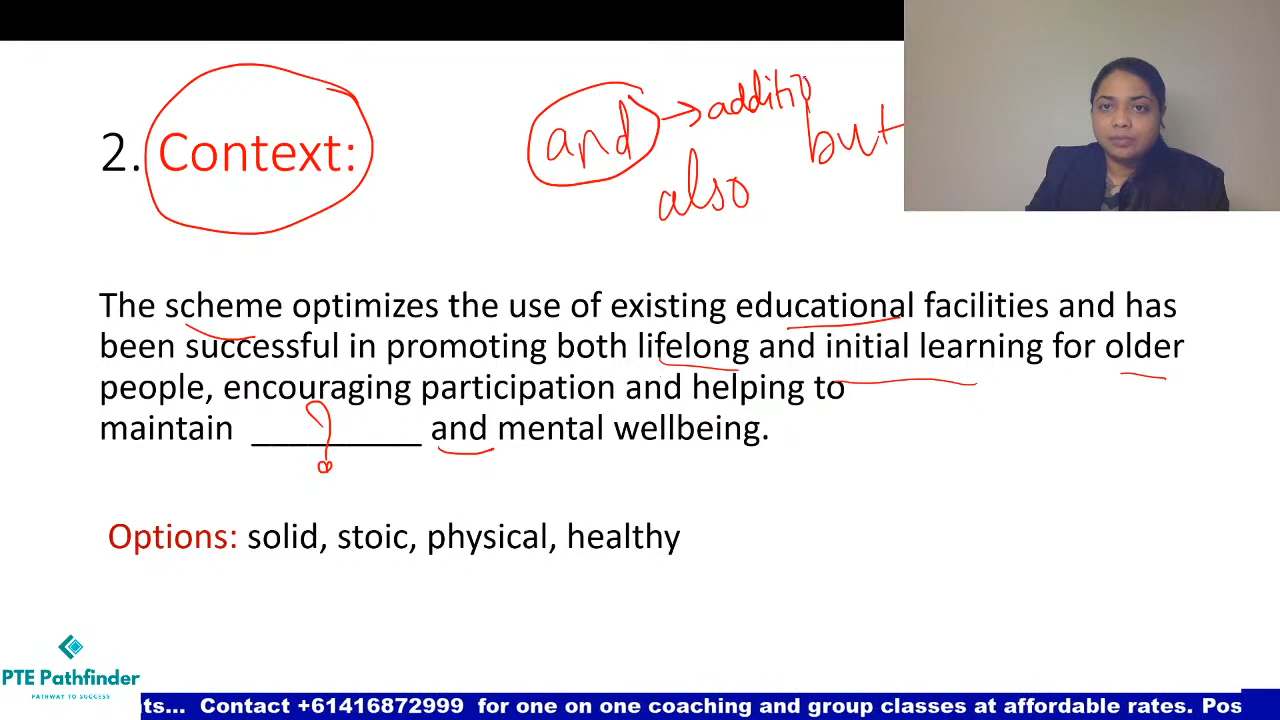 2. Context:
and → additio
also
but
The scheme optimizes the use of existing educational facilities and has
been successful in promoting both lifelong and initial learning for older
people, encouraging participation and helping to
maintain __________ and mental wellbeing.
?
Options: solid, stoic, physical, healthy
PTE Pathfinder
PATHWAY TO SUCCESS
ts... Contact +61416872999 for one on one coaching and group classes at affordable rates. Pos